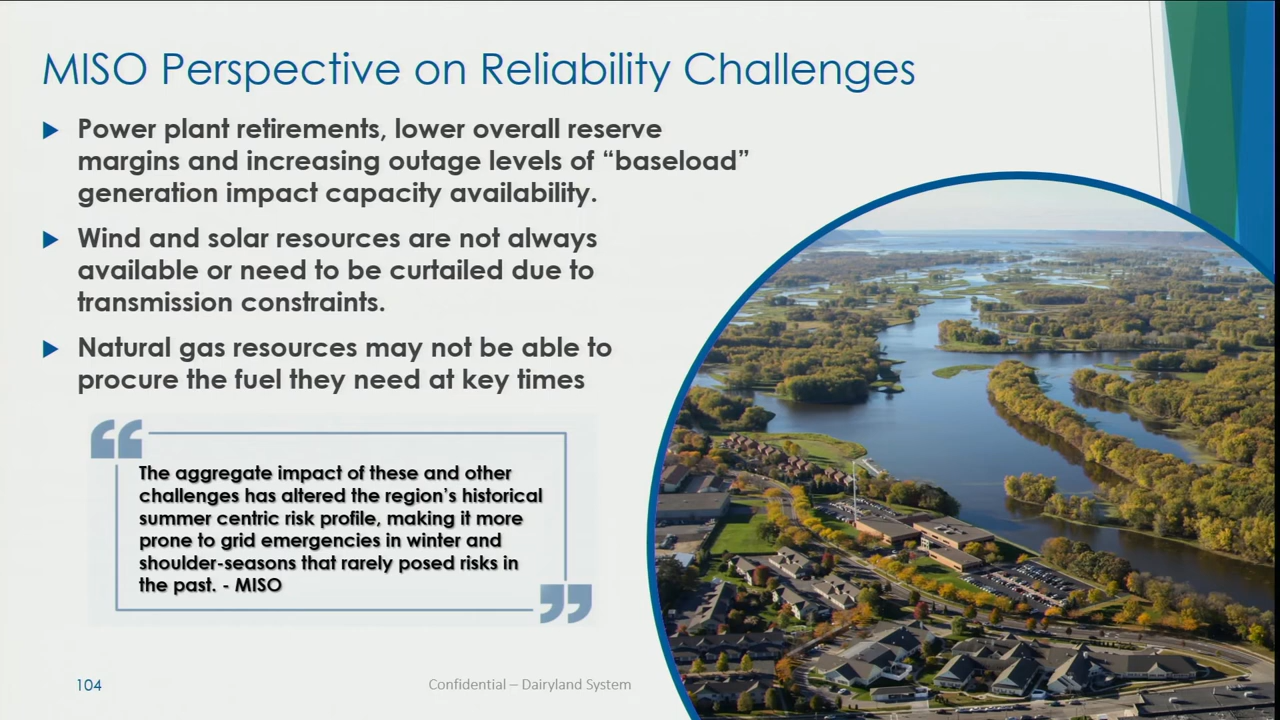 MISO Perspective on Reliability Challenges
Power plant retirements, lower overall reserve
margins and increasing outage levels of “baseload”
generation impact capacity availability.
Wind and solar resources are not always
available or need to be curtailed due to
transmission constraints.
Natural gas resources may not be able to
procure the fuel they need at key times
“
The aggregate impact of these and other
challenges has altered the region’s historical
summer centric risk profile, making it more
prone to grid emergencies in winter and
shoulder-seasons that rarely posed risks in
the past. - MISO
”
104
Confidential – Dairyland System